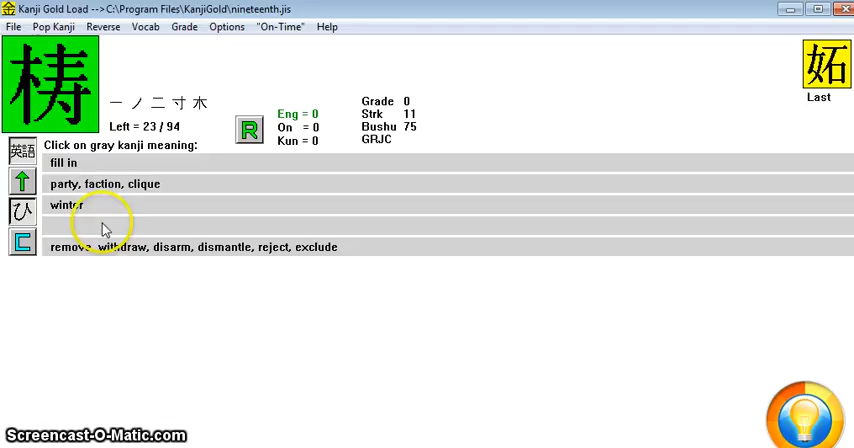 金 Kanji Gold Load -->C:\Program Files\KanjiGold\nineteenth.jis
File Pop Kanji Reverse Vocab Grade Options "On-Time" Help
梼
妬
一 ノ 二 寸 木
Last
Left = 23 / 94
R
Eng = 0
On = 0
Kun = 0
Grade 0
Strk 11
Bushu 75
GRJC
英語
Click on gray kanji meaning:
fill in
party, faction, clique
ひ
winter
remove, withdraw, disarm, dismantle, reject, exclude
Screencast-O-Matic.com